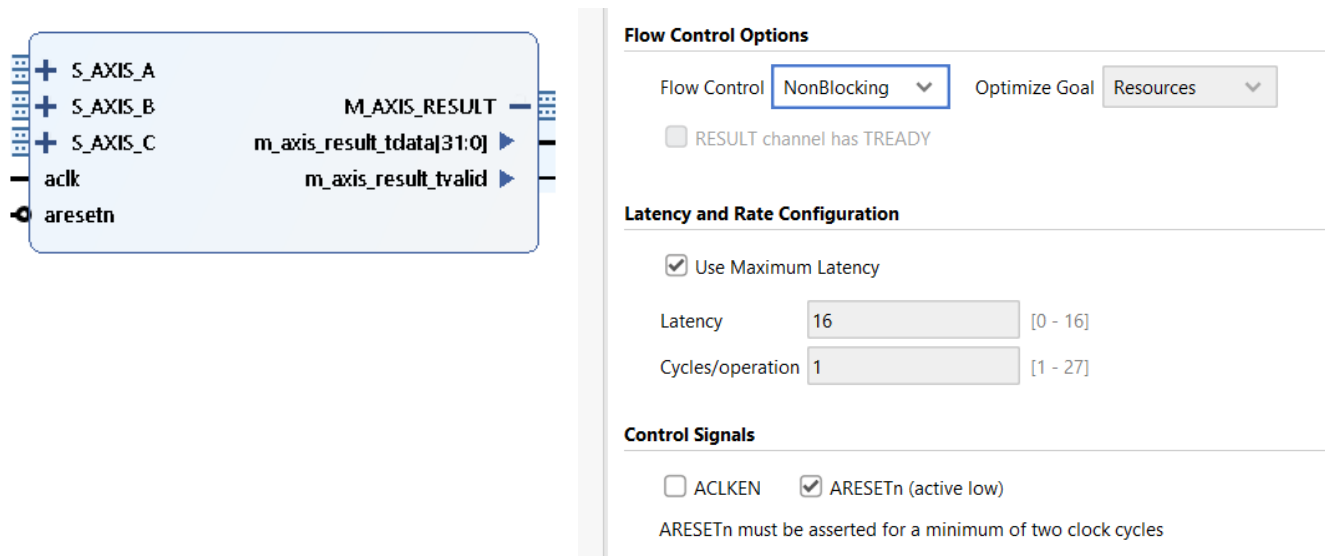 S_AXIS_A
S_AXIS_B
M_AXIS_RESULT
S_AXIS_C
m_axis_result_tdata[31:0]
aclk
m_axis_result_tvalid
aresetn
Flow Control Options
Flow Control NonBlocking Optimize Goal Resources
RESULT channel has TREADY
Latency and Rate Configuration
Use Maximum Latency
Latency 16 [0 - 16]
Cycles/operation 1 [1 - 27]
Control Signals
ACLKEN ARESETn (active low)
ARESETn must be asserted for a minimum of two clock cycles